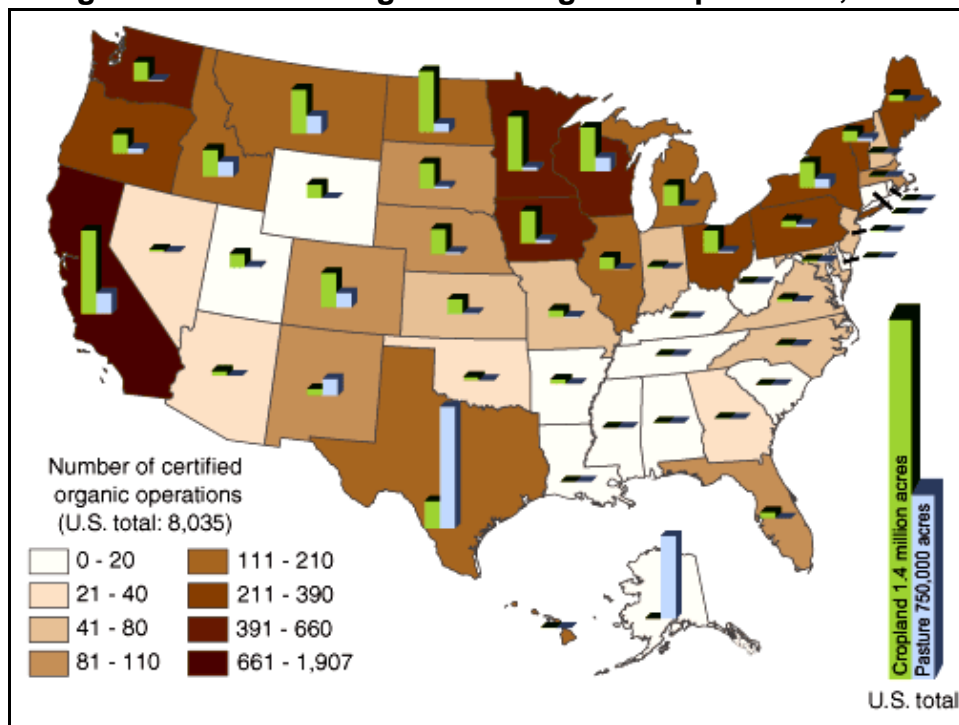 Number of certified
organic operations
(U.S. total: 8,035)
0 - 20
21 - 40
41 - 80
81 - 110
111 - 210
211 - 390
391 - 660
661 - 1,907
Cropland 1.4 million acres
Pasture 750,000 acres
U.S. total